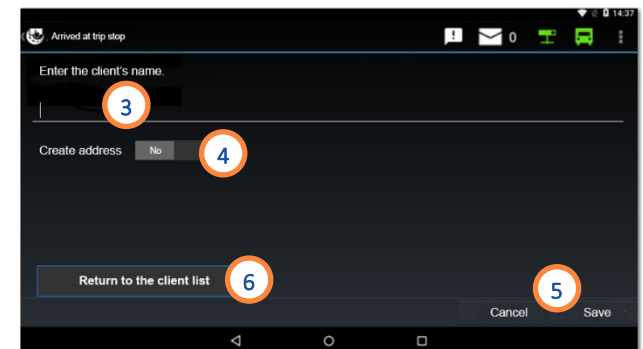 14:37
Arrived at trip stop
0
Enter the client's name.
3
Create address No
4
Return to the client list
6
5
Cancel Save